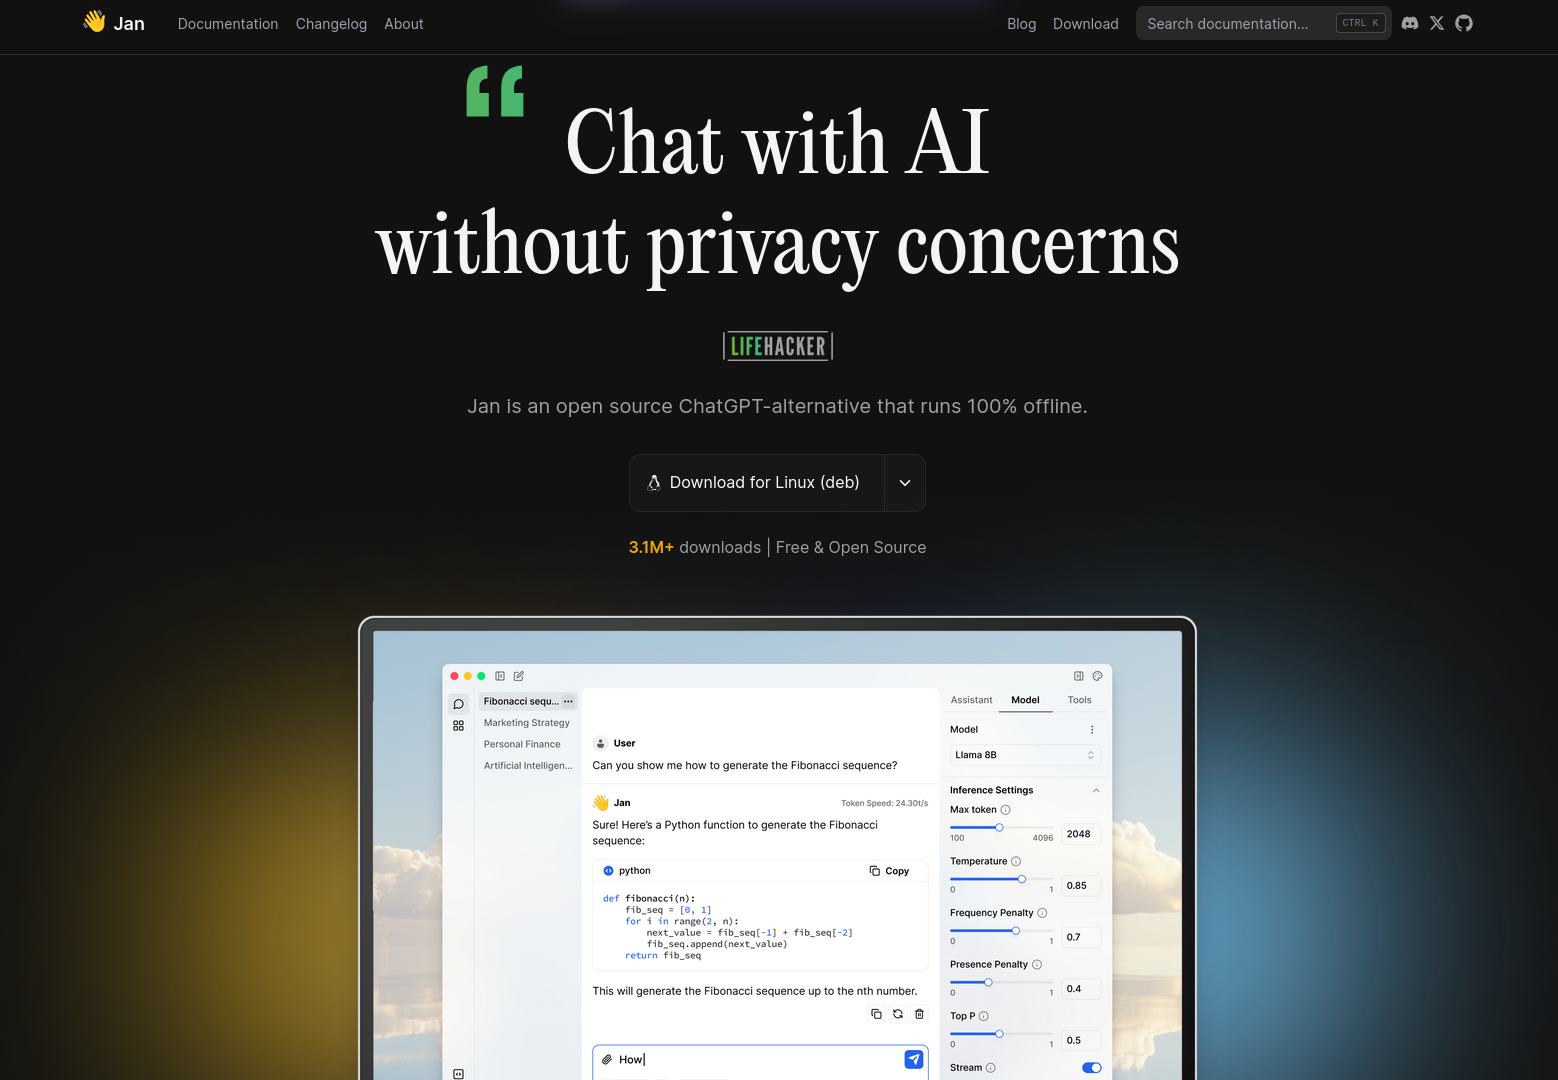 Jan
Documentation
Changelog
About
Blog
Download
Search documentation...
CTRL K
“
Chat with AI
without privacy concerns
LIFEHACKER
Jan is an open source ChatGPT-alternative that runs 100% offline.
Download for Linux (deb)
3.1M+ downloads | Free & Open Source
Fibonacci sequ...
Marketing Strategy
Personal Finance
Artificial Intelligen...
User
Can you show me how to generate the Fibonacci sequence?
Jan
Token Speed: 24.30t/s
Sure! Here's a Python function to generate the Fibonacci
sequence:
python
Copy
def fibonacci(n):
    fib_seq = [0, 1]
    for i in range(2, n):
        next_value = fib_seq[-1] + fib_seq[-2]
        fib_seq.append(next_value)
    return fib_seq
This will generate the Fibonacci sequence up to the nth number.
How
Assistant
Model
Tools
Model
Llama 8B
Inference Settings
Max token
100
4096
2048
Temperature
0
1
0.85
Frequency Penalty
0
1
0.7
Presence Penalty
0
1
0.4
Top P
0
1
0.5
Stream